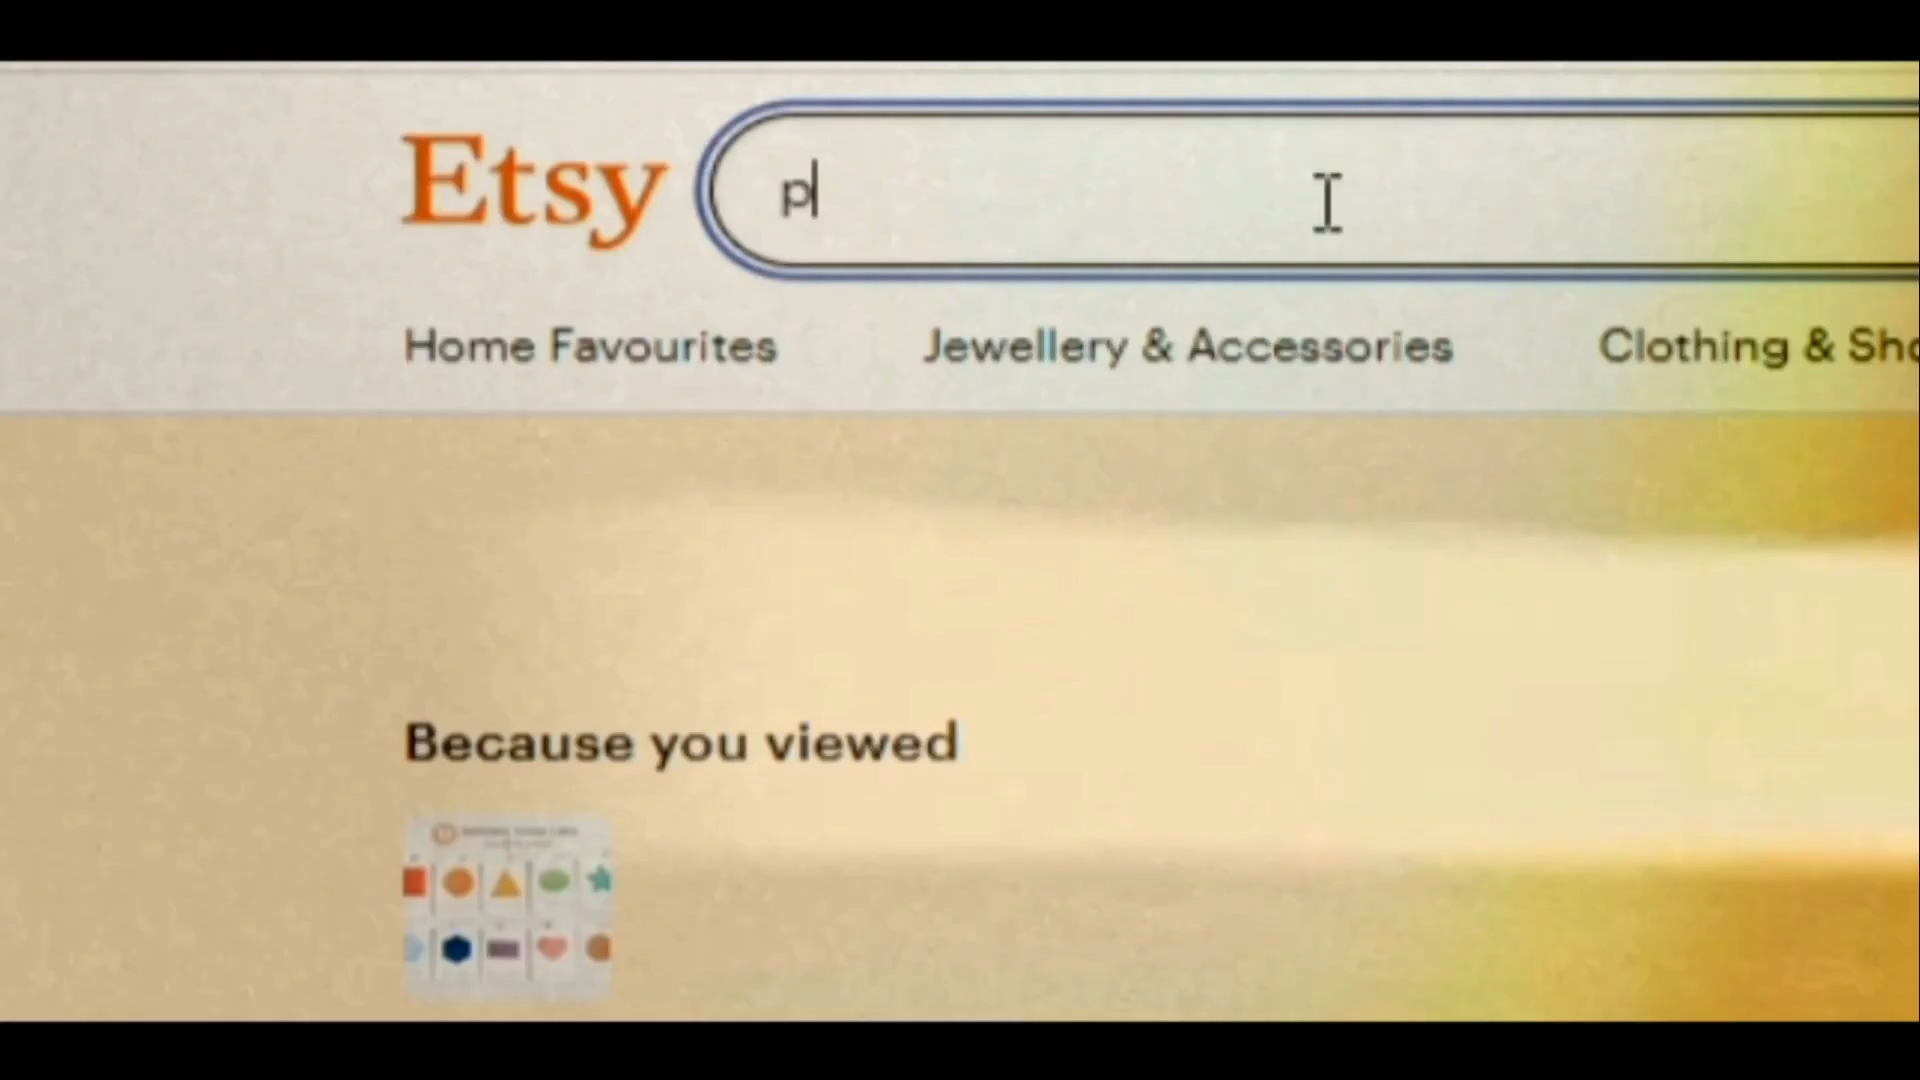 Etsy
p
Home Favourites
Jewellery & Accessories
Clothing & Sho
Because you viewed